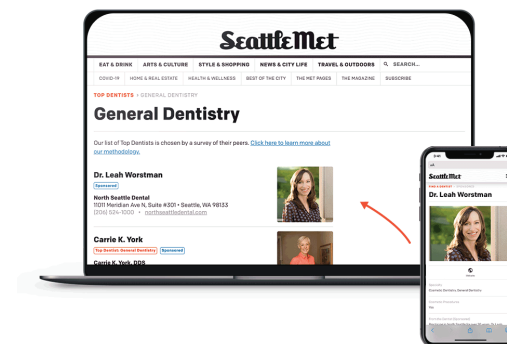 SeattleMet
EAT & DRINK ARTS & CULTURE STYLE & SHOPPING NEWS & CITY LIFE TRAVEL & OUTDOORS SEARCH...
COVID-19 HOME & REAL ESTATE HEALTH & WELLNESS BEST OF THE CITY THE MET PAGES THE MAGAZINE SUBSCRIBE
TOP DENTISTS > GENERAL DENTISTRY
General Dentistry
Our list of Top Dentists is chosen by a survey of their peers. Click here to learn more about
our methodology.
Dr. Leah Worstman
Sponsored
North Seattle Dental
11011 Meridian Ave N, Suite #301 • Seattle, WA 98133
(206) 524-1000 • northseattledental.com
Carrie K. York
Top Dentist: General Dentistry Sponsored
Carrie K. York, DDS
SeattleMet
Dr. Leah Worstman